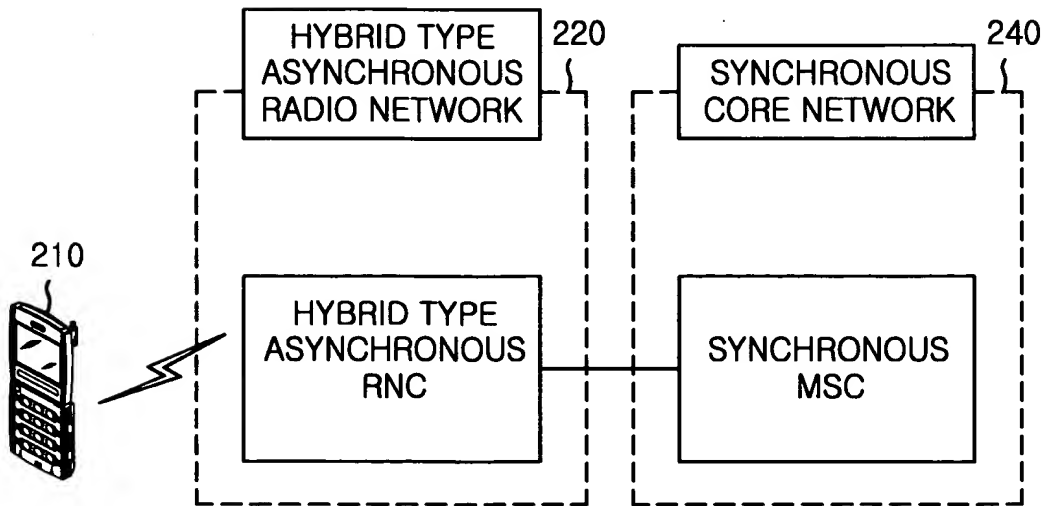 HYBRID TYPE
ASYNCHRONOUS
RADIO NETWORK
220
SYNCHRONOUS
CORE NETWORK
240
210
HYBRID TYPE
ASYNCHRONOUS
RNC
SYNCHRONOUS
MSC